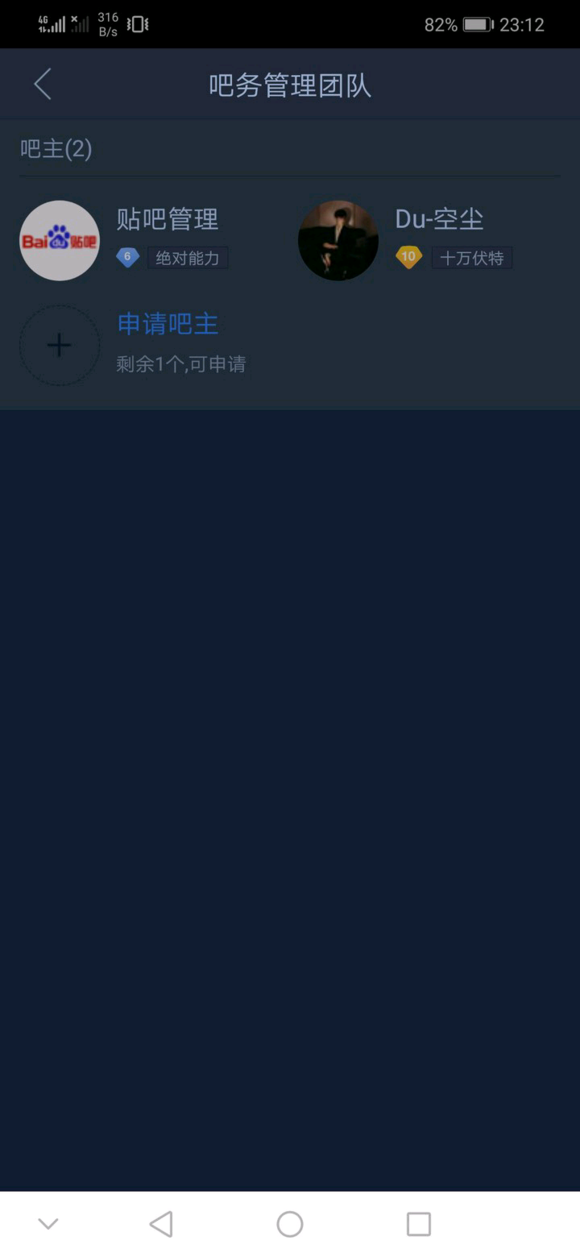 4G
316
B/s
82%
23:12
吧务管理团队
吧主(2)
Bai du 贴吧
贴吧管理
6
绝对能力
Du-空尘
10
十万伏特
申请吧主
剩余1个,可申请